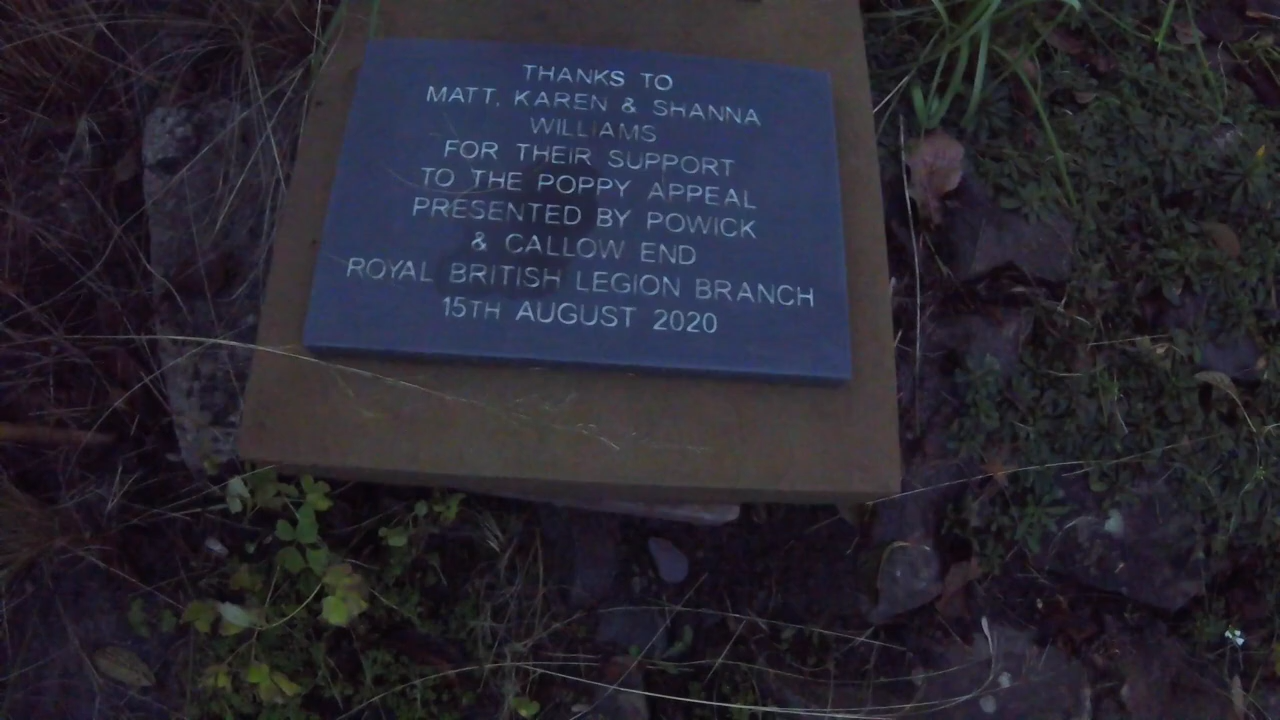 THANKS TO
MATT, KAREN & SHANNA
WILLIAMS
FOR THEIR SUPPORT
TO THE POPPY APPEAL
PRESENTED BY POWICK
& CALLOW END
ROYAL BRITISH LEGION BRANCH
15TH AUGUST 2020